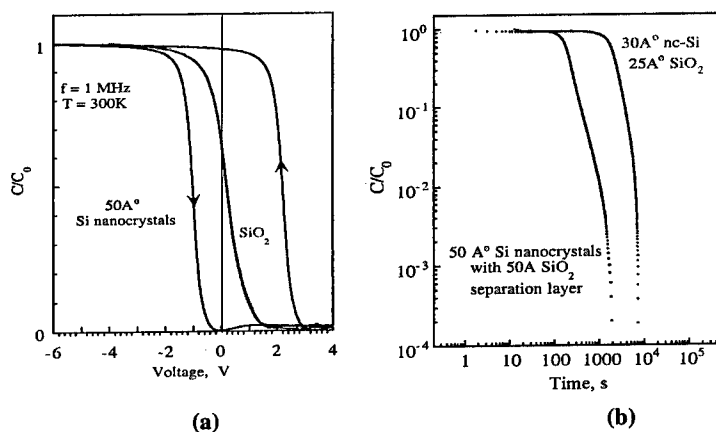 1
f = 1 MHz
T = 300K
C/C0
50A°
Si nanocrystals
SiO2
0
-6 -4 -2 0 2 4
Voltage, V
(a)
10^0
10^-1
10^-2
10^-3
10^-4
C/C0
30A° nc-Si
25A° SiO2
50 A° Si nanocrystals
with 50A SiO2
separation layer
1 10 100 1000 10^4 10^5
Time, s
(b)